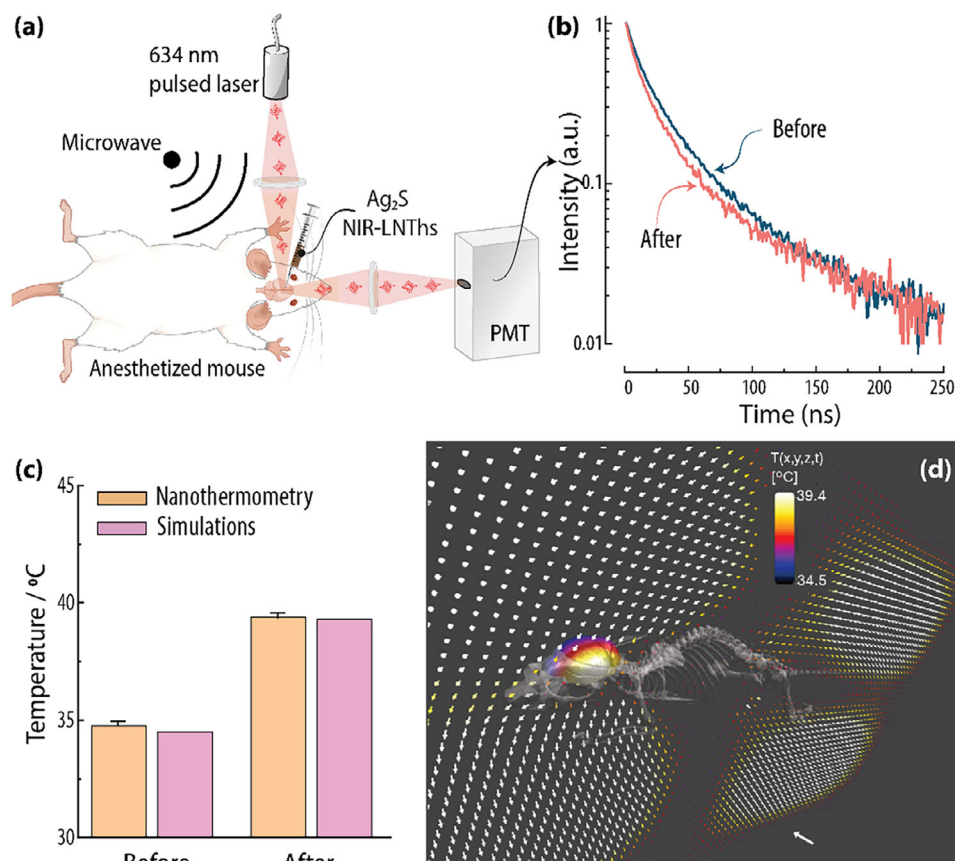 (a)
634 nm
pulsed laser
Microwave
Ag₂S
NIR-LNThs
PMT
Anesthetized mouse
(b)
Intensity (a.u.)
1
0.1
0.01
Before
After
0
50
100
150
200
250
Time (ns)
(c)
Temperature / ºC
45
40
35
30
Nanothermometry
Simulations
Before
After
(d)
T(x,y,z,t)
[ºC]
39.4
34.5